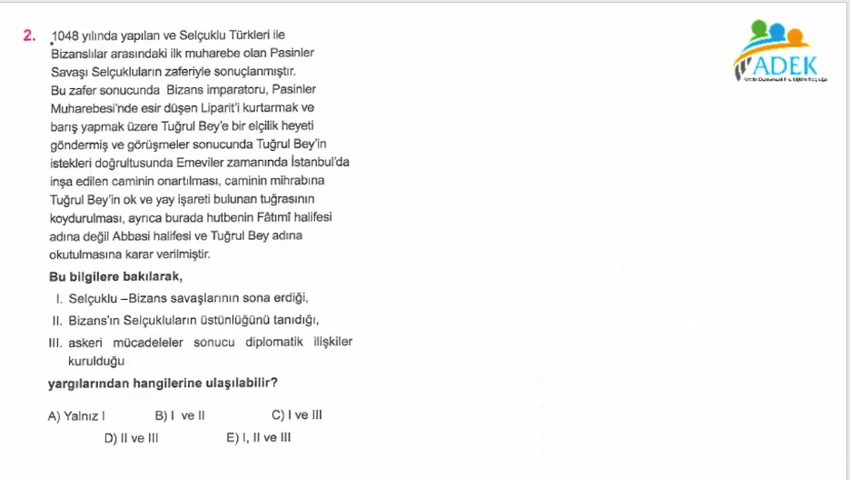 2. 1048 yılında yapılan ve Selçuklu Türkleri ile
Bizanslılar arasındaki ilk muharebe olan Pasinler
Savaşı Selçukluların zaferiyle sonuçlanmıştır.
Bu zafer sonucunda Bizans imparatoru, Pasinler
Muharebesi'nde esir düşen Liparit'i kurtarmak ve
barış yapmak üzere Tuğrul Bey'e bir elçilik heyeti
göndermiş ve görüşmeler sonucunda Tuğrul Bey'in
istekleri doğrultusunda Emeviler zamanında İstanbul'da
inşa edilen caminin onartılması, caminin mihrabına
Tuğrul Bey'in ok ve yay işareti bulunan tuğrasının
koydurulması, ayrıca burada hutbenin Fâtımî halifesi
adına değil Abbasi halifesi ve Tuğrul Bey adına
okutulmasına karar verilmiştir.
Bu bilgilere bakılarak,
I. Selçuklu –Bizans savaşlarının sona erdiği,
II. Bizans'ın Selçukluların üstünlüğünü tanıdığı,
III. askeri mücadeleler sonucu diplomatik ilişkiler
kurulduğu
yargılarından hangilerine ulaşılabilir?
A) Yalnız I B) I ve II C) I ve III
D) II ve III E) I, II ve III
ADEK